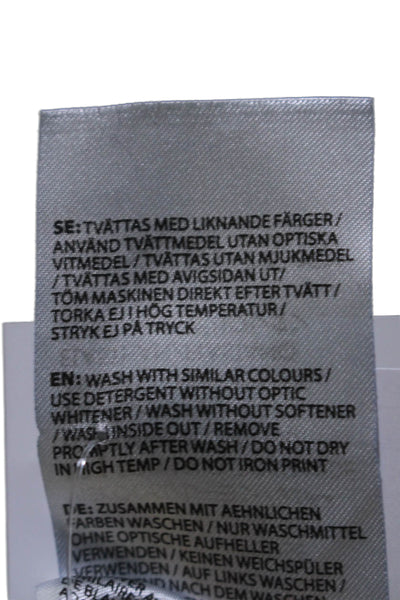 SE: TVÄTTAS MED LIKNANDE FÄRGER /
ANVÄND TVÄTTMEDEL UTAN OPTISKA
VITMEDEL / TVÄTTAS UTAN MJUKMEDEL
/ TVÄTTAS MED AVIGSIDAN UT /
TÖM MASKINEN DIREKT EFTER TVÄTT /
TORKA EJ I HÖG TEMPERATUR /
STRYK EJ PÅ TRYCK
EN: WASH WITH SIMILAR COLOURS /
USE DETERGENT WITHOUT OPTIC
WHITENER / WASH WITHOUT SOFTENER
/ WASH INSIDE OUT / REMOVE
PROMPTLY AFTER WASH / DO NOT DRY
IN HIGH TEMP / DO NOT IRON PRINT
DE: ZUSAMMEN MIT AEHNLICHEN
FARBEN WASCHEN / NUR WASCHMITTEL
OHNE OPTISCHE AUFHELLER
VERWENDEN / KEINEN WEICHSPÜLER
VERWENDEN / AUF LINKS WASCHEN /
NACH DEM WASCHEN